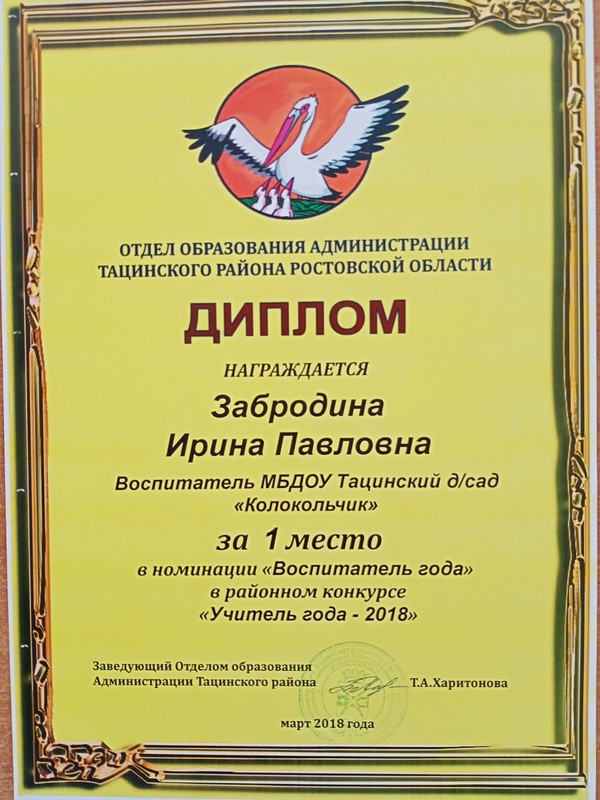 ОТДЕЛ ОБРАЗОВАНИЯ АДМИНИСТРАЦИИ
ТАЦИНСКОГО РАЙОНА РОСТОВСКОЙ ОБЛАСТИ
ДИПЛОМ
НАГРАЖДАЕТСЯ
Забродина
Ирина Павловна
Воспитатель МБДОУ Тацинский д/сад
«Колокольчик»
за 1 место
в номинации «Воспитатель года»
в районном конкурсе
«Учитель года - 2018»
Заведующий Отделом образования
Администрации Тацинского района Т.А.Харитонова
март 2018 года